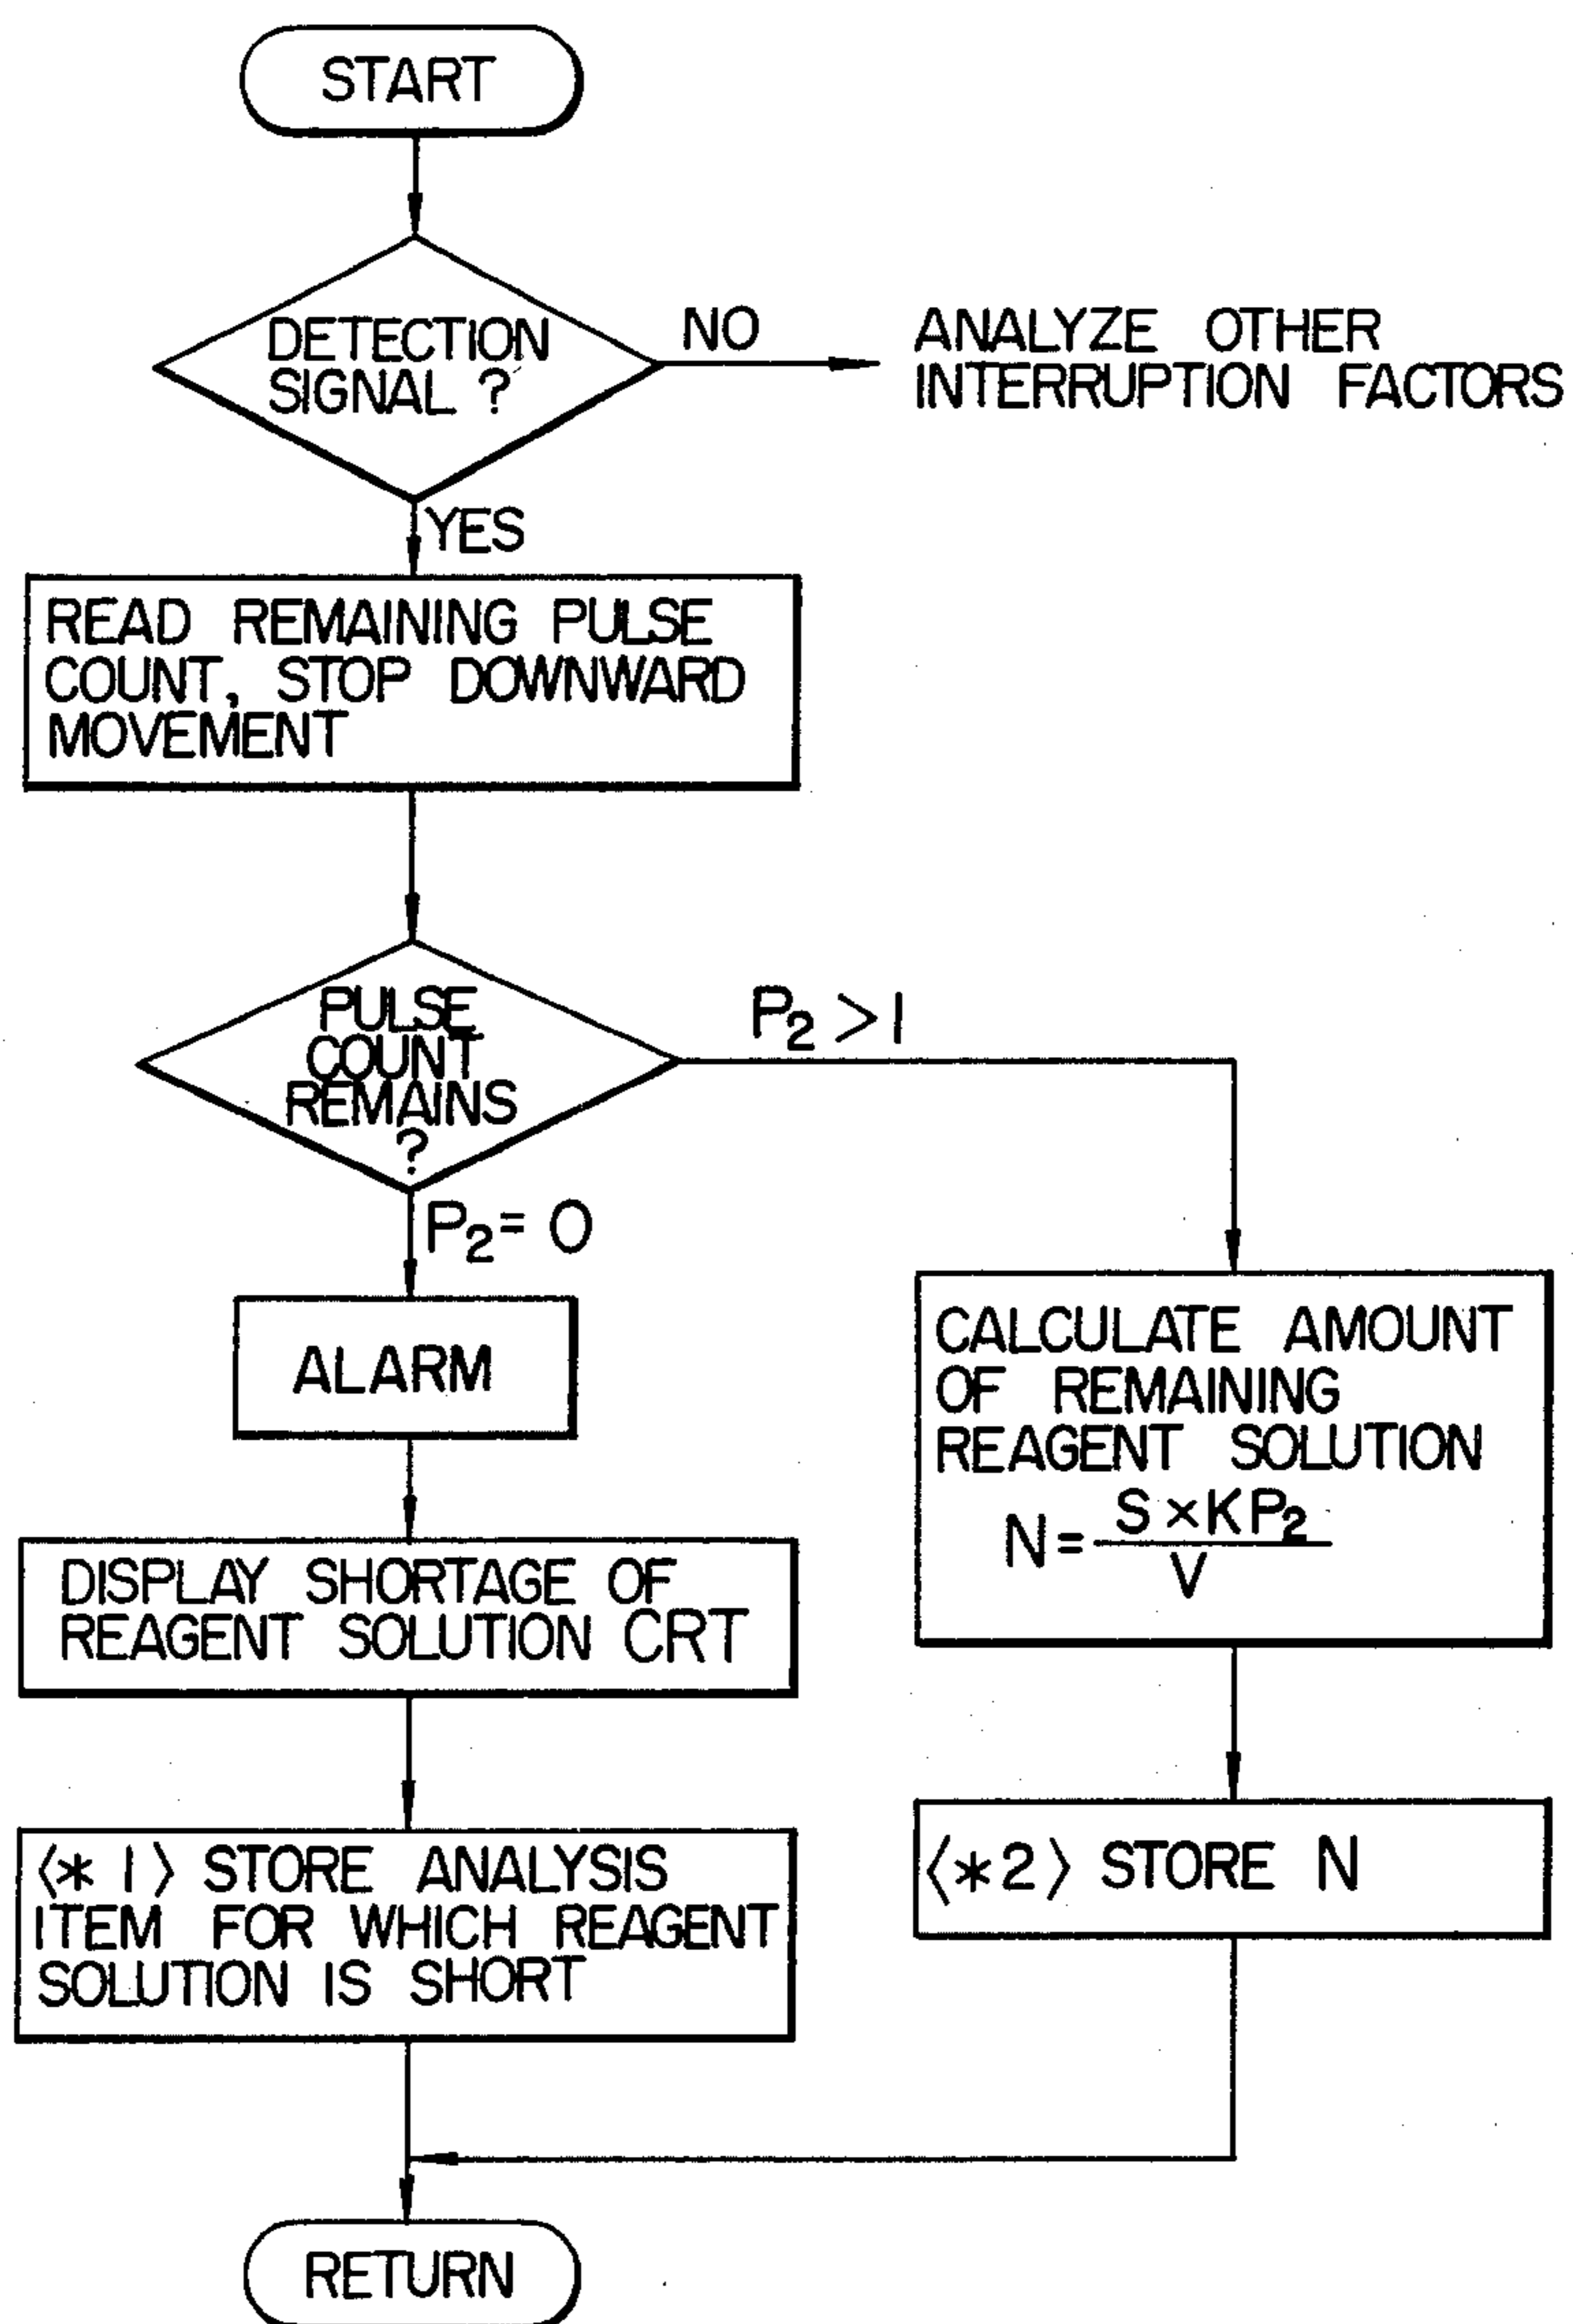 START
DETECTION
SIGNAL ?
NO
ANALYZE OTHER
INTERRUPTION FACTORS
YES
READ REMAINING PULSE
COUNT, STOP DOWNWARD
MOVEMENT
PULSE
COUNT
REMAINS
?
P₂ > 1
P₂ = 0
ALARM
CALCULATE AMOUNT
OF REMAINING
REAGENT SOLUTION
N = S × K P₂ / V
DISPLAY SHORTAGE OF
REAGENT SOLUTION CRT
⟨* 1⟩ STORE ANALYSIS
ITEM FOR WHICH REAGENT
SOLUTION IS SHORT
⟨*2⟩ STORE N
RETURN